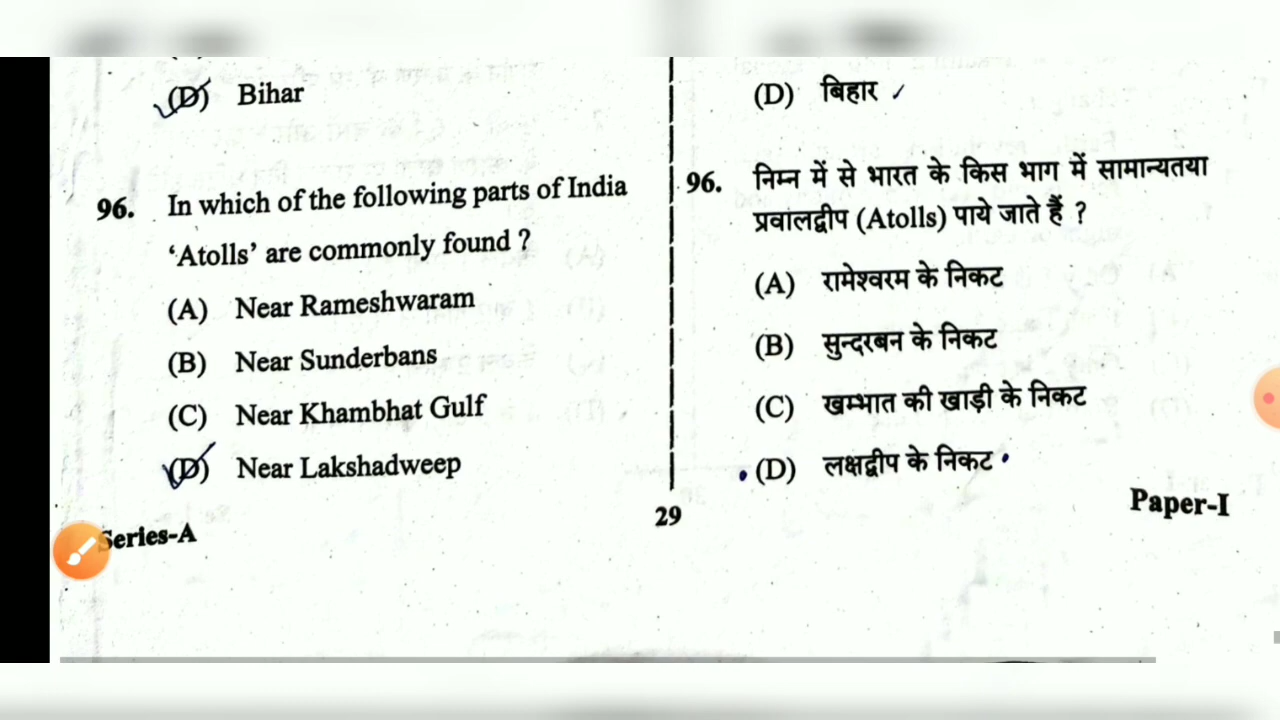 (D) Bihar
96. In which of the following parts of India
‘Atolls’ are commonly found ?
(A) Near Rameshwaram
(B) Near Sunderbans
(C) Near Khambhat Gulf
(D) Near Lakshadweep
Series-A
(D) बिहार
96. निम्न में से भारत के किस भाग में सामान्यतया
प्रवालद्वीप (Atolls) पाये जाते हैं ?
(A) रामेश्वरम के निकट
(B) सुन्दरबन के निकट
(C) खम्भात की खाड़ी के निकट
(D) लक्षद्वीप के निकट
29
Paper-I